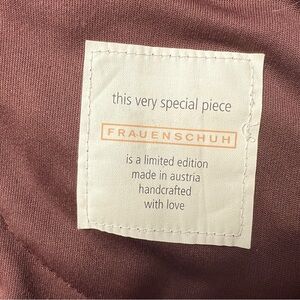 this very special piece
FRAUENSCHUH
is a limited edition
made in austria
handcrafted
with love